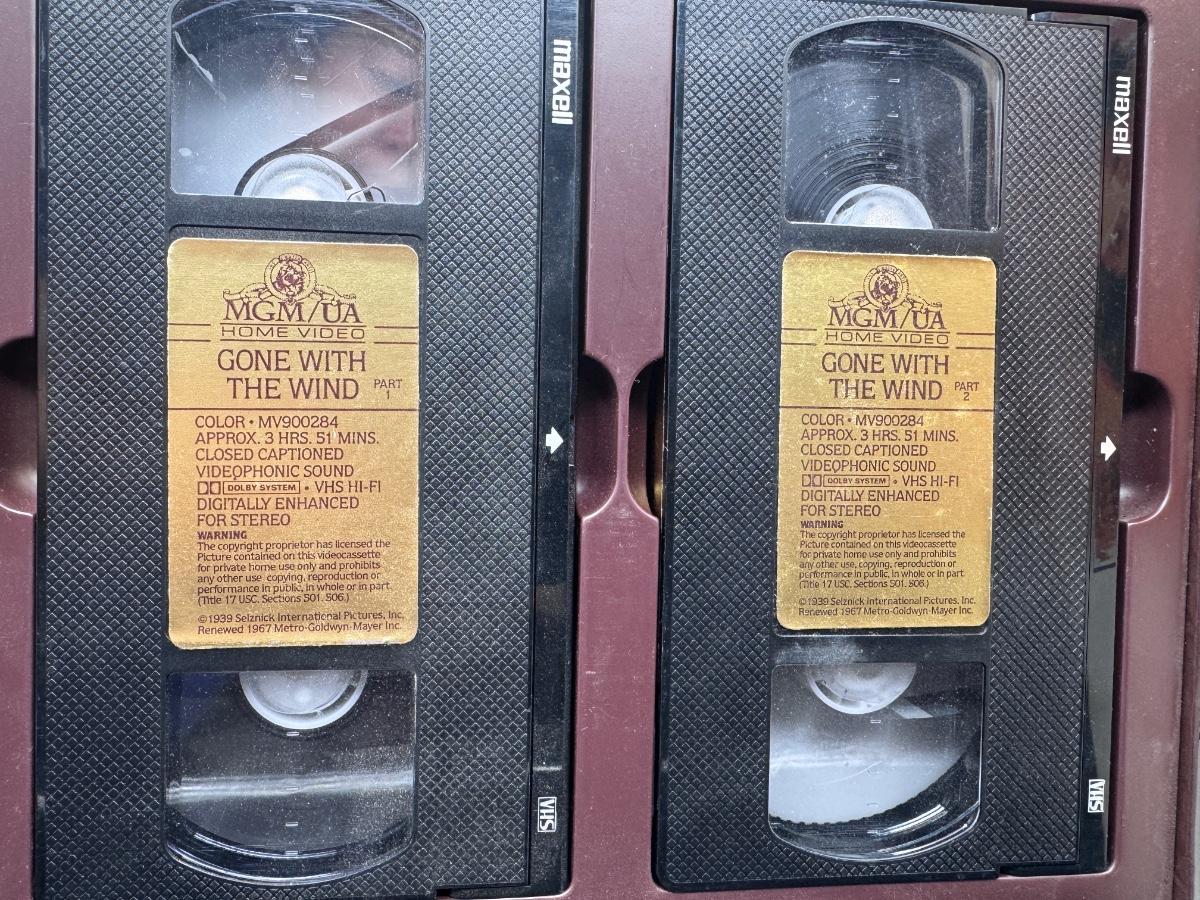 maxell
MGM/UA
HOME VIDEO
GONE WITH
THE WIND PART
1
COLOR • MV900284
APPROX. 3 HRS. 51 MINS.
CLOSED CAPTIONED
VIDEOPHONIC SOUND
DOLBY SYSTEM • VHS HI-FI
DIGITALLY ENHANCED
FOR STEREO
WARNING
The copyright proprietor has licensed the
Picture contained on this videocassette
for private home use only and prohibits
any other use, copying, reproduction or
performance in public, in whole or in part.
(Title 17 USC. Sections 501. 506.)
©1939 Selznick International Pictures, Inc.
Renewed 1967 Metro-Goldwyn-Mayer Inc.
VHS
maxell
MGM/UA
HOME VIDEO
GONE WITH
THE WIND PART
2
COLOR • MV900284
APPROX. 3 HRS. 51 MINS.
CLOSED CAPTIONED
VIDEOPHONIC SOUND
DOLBY SYSTEM • VHS HI-FI
DIGITALLY ENHANCED
FOR STEREO
WARNING
The copyright proprietor has licensed the
Picture contained on this videocassette
for private home use only and prohibits
any other use, copying, reproduction or
performance in public, in whole or in part.
(Title 17 USC. Sections 501. 506.)
©1939 Selznick International Pictures, Inc.
Renewed 1967 Metro-Goldwyn-Mayer Inc.
VHS